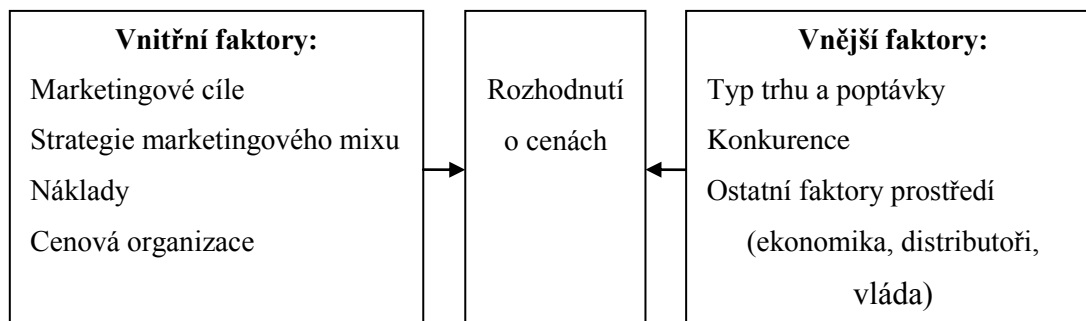 Vnitřní faktory:
Marketingové cíle
Strategie marketingového mixu
Náklady
Cenová organizace
Rozhodnutí
o cenách
Vnější faktory:
Typ trhu a poptávky
Konkurence
Ostatní faktory prostředí
(ekonomika, distributoři,
vláda)